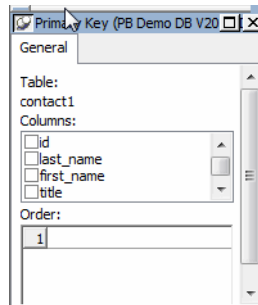 Primary Key (PB Demo DB V20
General
Table:
contact1
Columns:
id
last_name
first_name
title
Order:
1